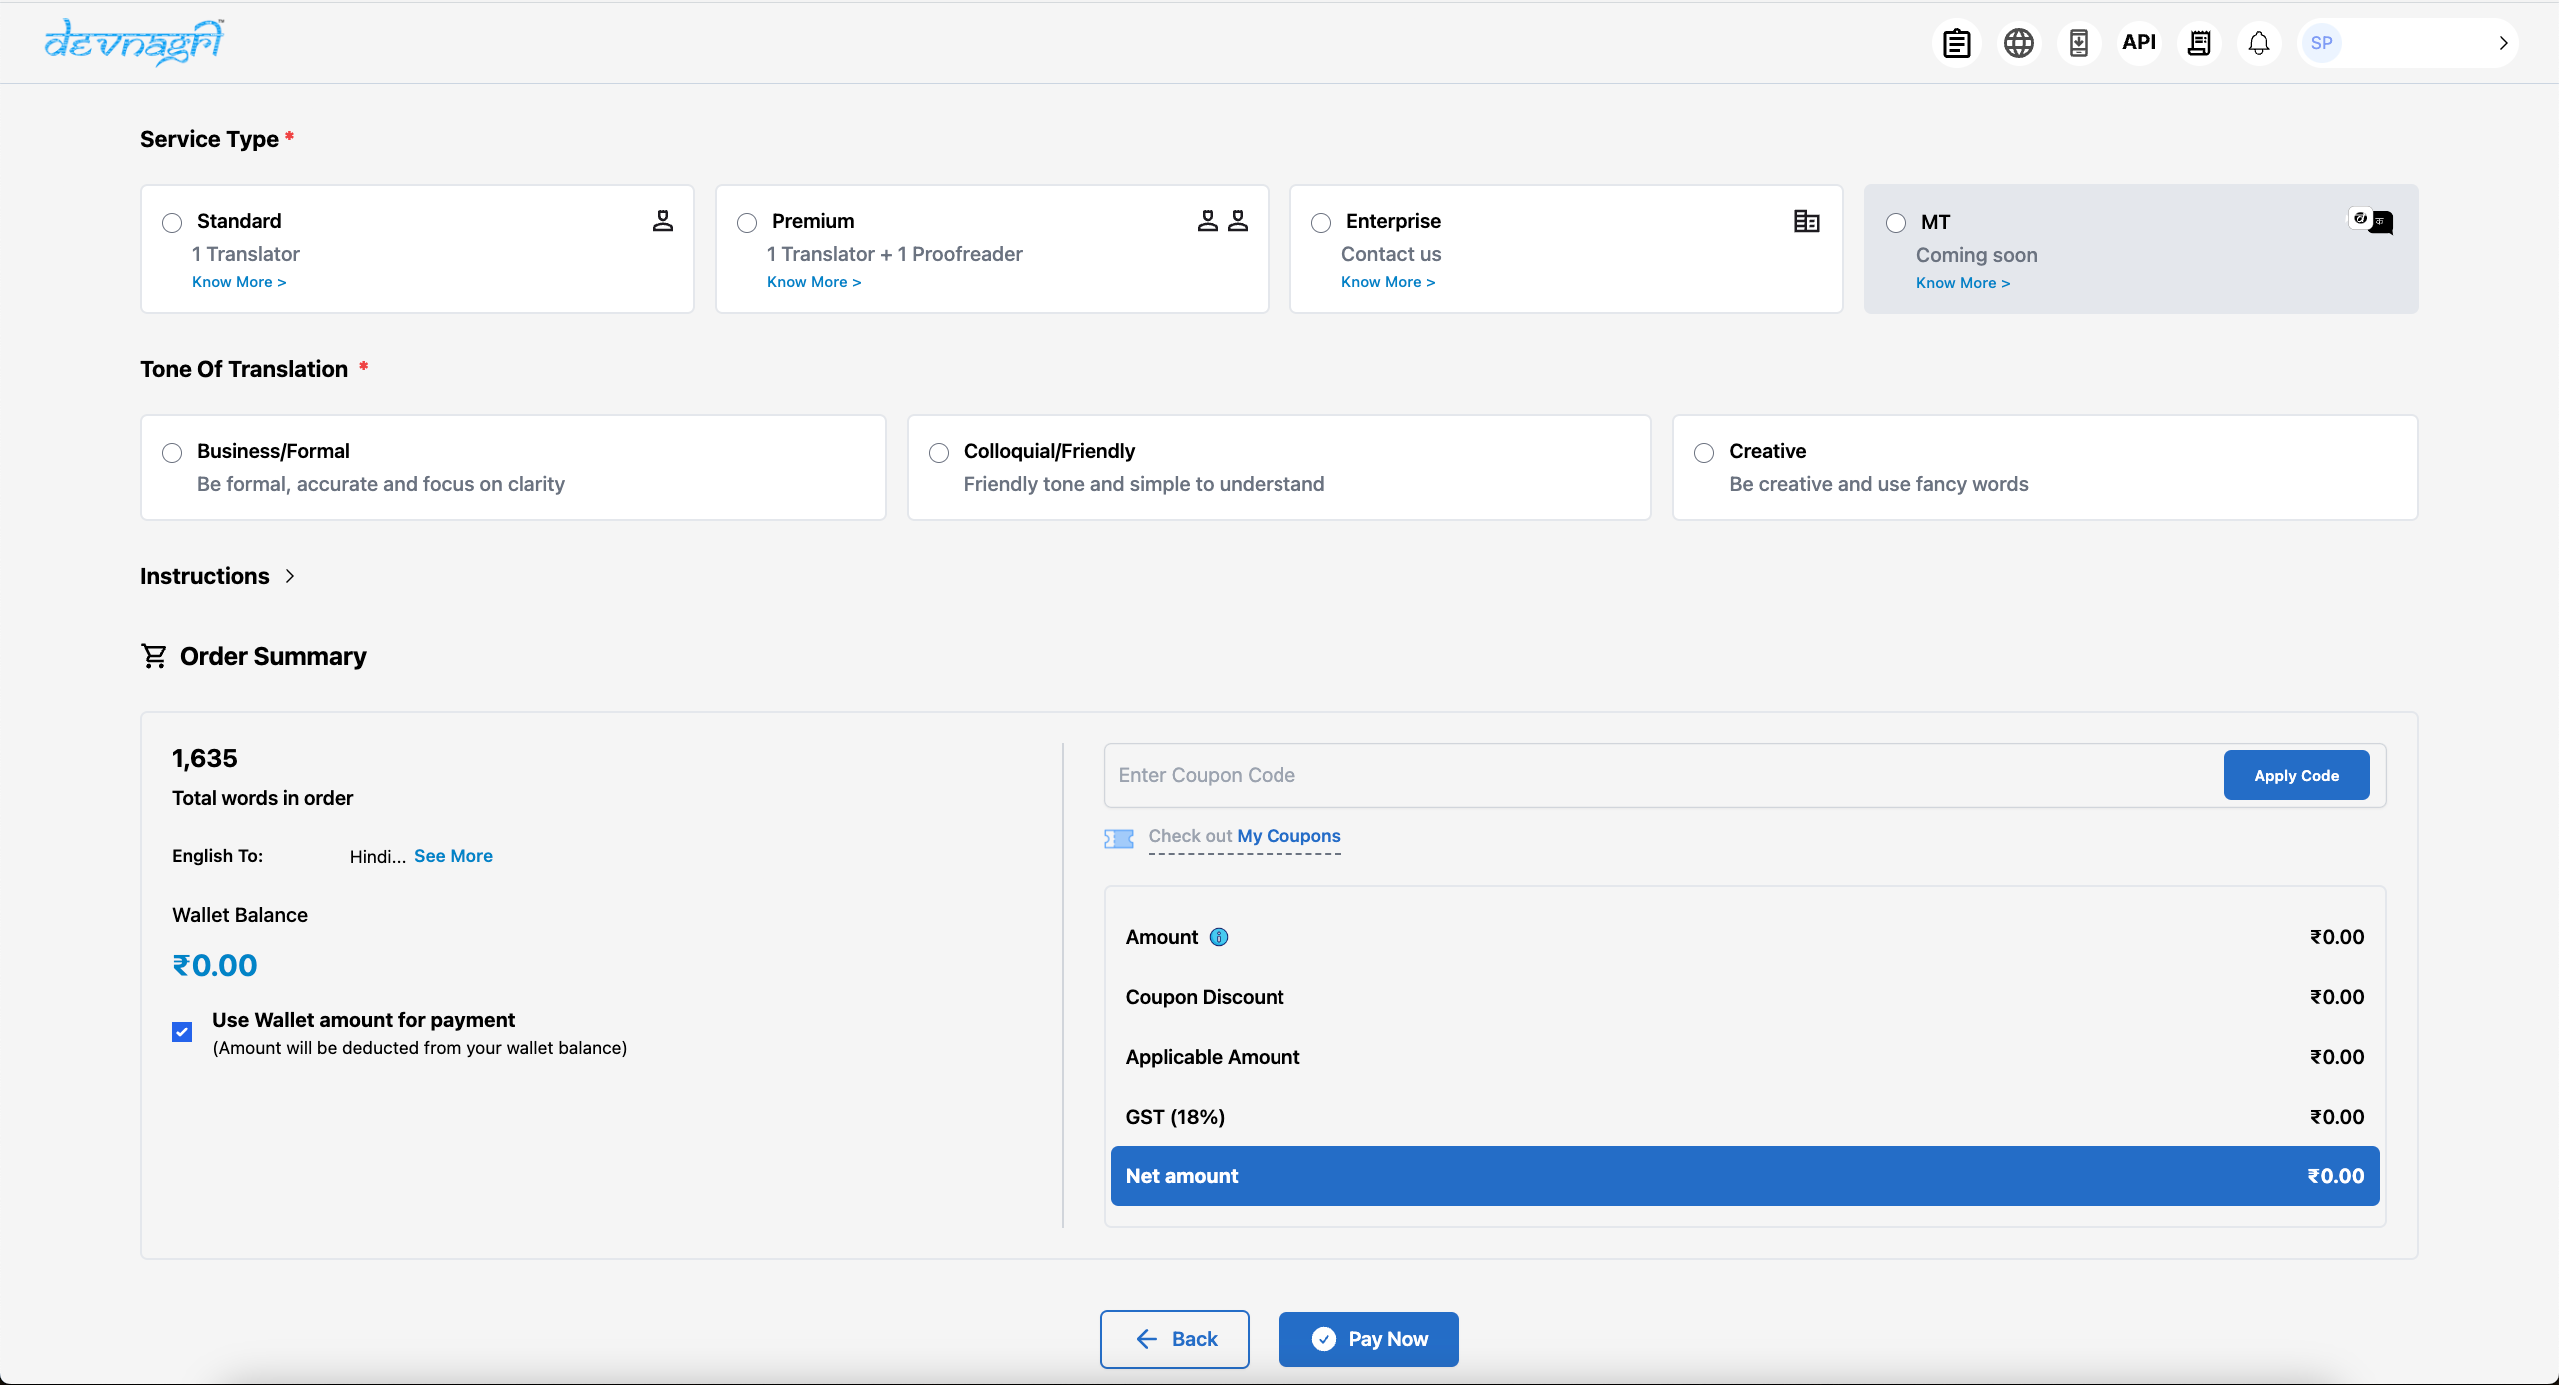 devnagri™
API
SP
Service Type *
Standard
1 Translator
Know More >
Premium
1 Translator + 1 Proofreader
Know More >
Enterprise
Contact us
Know More >
MT
Coming soon
Know More >
Tone Of Translation *
Business/Formal
Be formal, accurate and focus on clarity
Colloquial/Friendly
Friendly tone and simple to understand
Creative
Be creative and use fancy words
Instructions >
Order Summary
1,635
Total words in order
English To: Hindi... See More
Wallet Balance
₹0.00
Use Wallet amount for payment
(Amount will be deducted from your wallet balance)
Enter Coupon Code
Apply Code
Check out My Coupons
Amount ₹0.00
Coupon Discount ₹0.00
Applicable Amount ₹0.00
GST (18%) ₹0.00
Net amount ₹0.00
Back
Pay Now